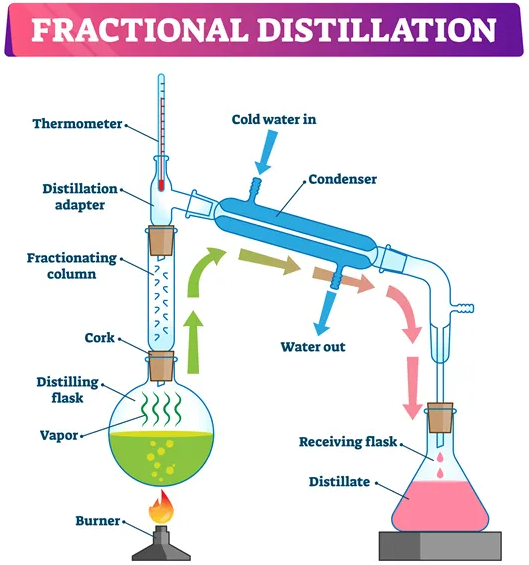 FRACTIONAL DISTILLATION
Thermometer
Cold water in
Condenser
Distillation
adapter
Fractionating
column
Water out
Cork
Distilling
flask
Vapor
Receiving flask
Distillate
Burner